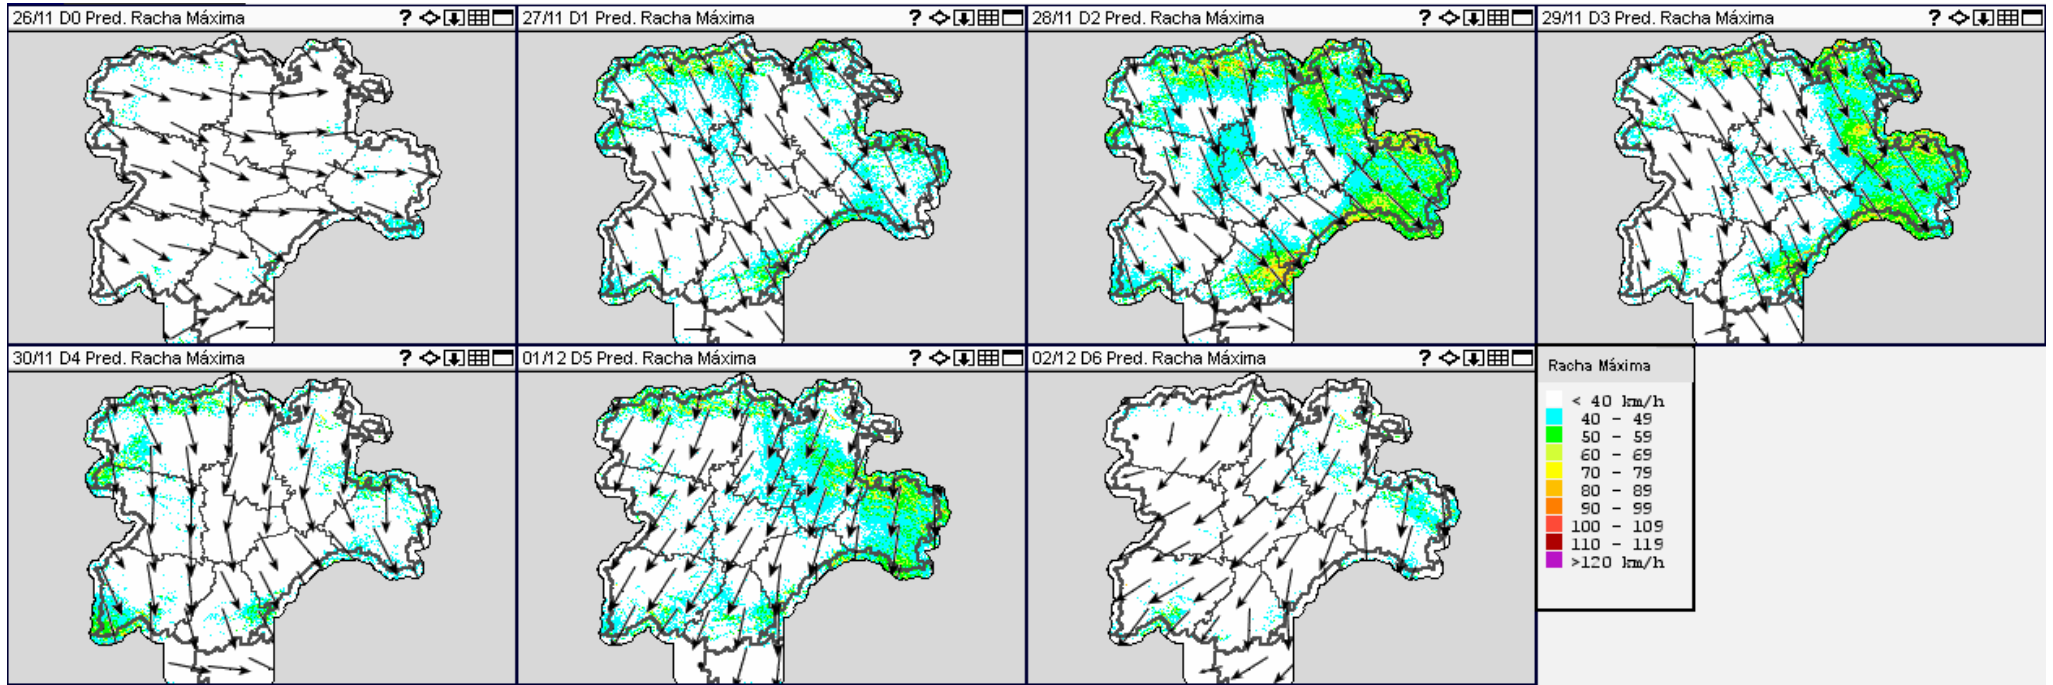 26/11 D0 Pred. Racha Máxima ?
27/11 D1 Pred. Racha Máxima ?
28/11 D2 Pred. Racha Máxima ?
29/11 D3 Pred. Racha Máxima ?
30/11 D4 Pred. Racha Máxima ?
01/12 D5 Pred. Racha Máxima ?
02/12 D6 Pred. Racha Máxima ?
Racha Máxima
< 40 km/h
40 - 49
50 - 59
60 - 69
70 - 79
80 - 89
90 - 99
100 - 109
110 - 119
>120 km/h